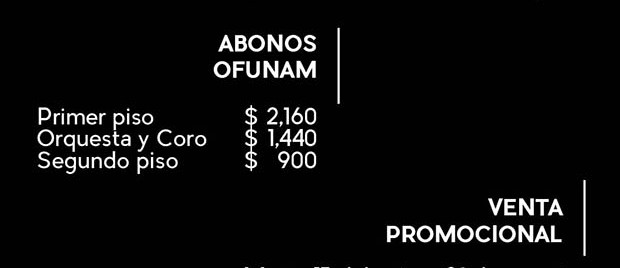 ABONOS
OFUNAM
Primer piso $ 2,160
Orquesta y Coro $ 1,440
Segundo piso $ 900
VENTA
PROMOCIONAL